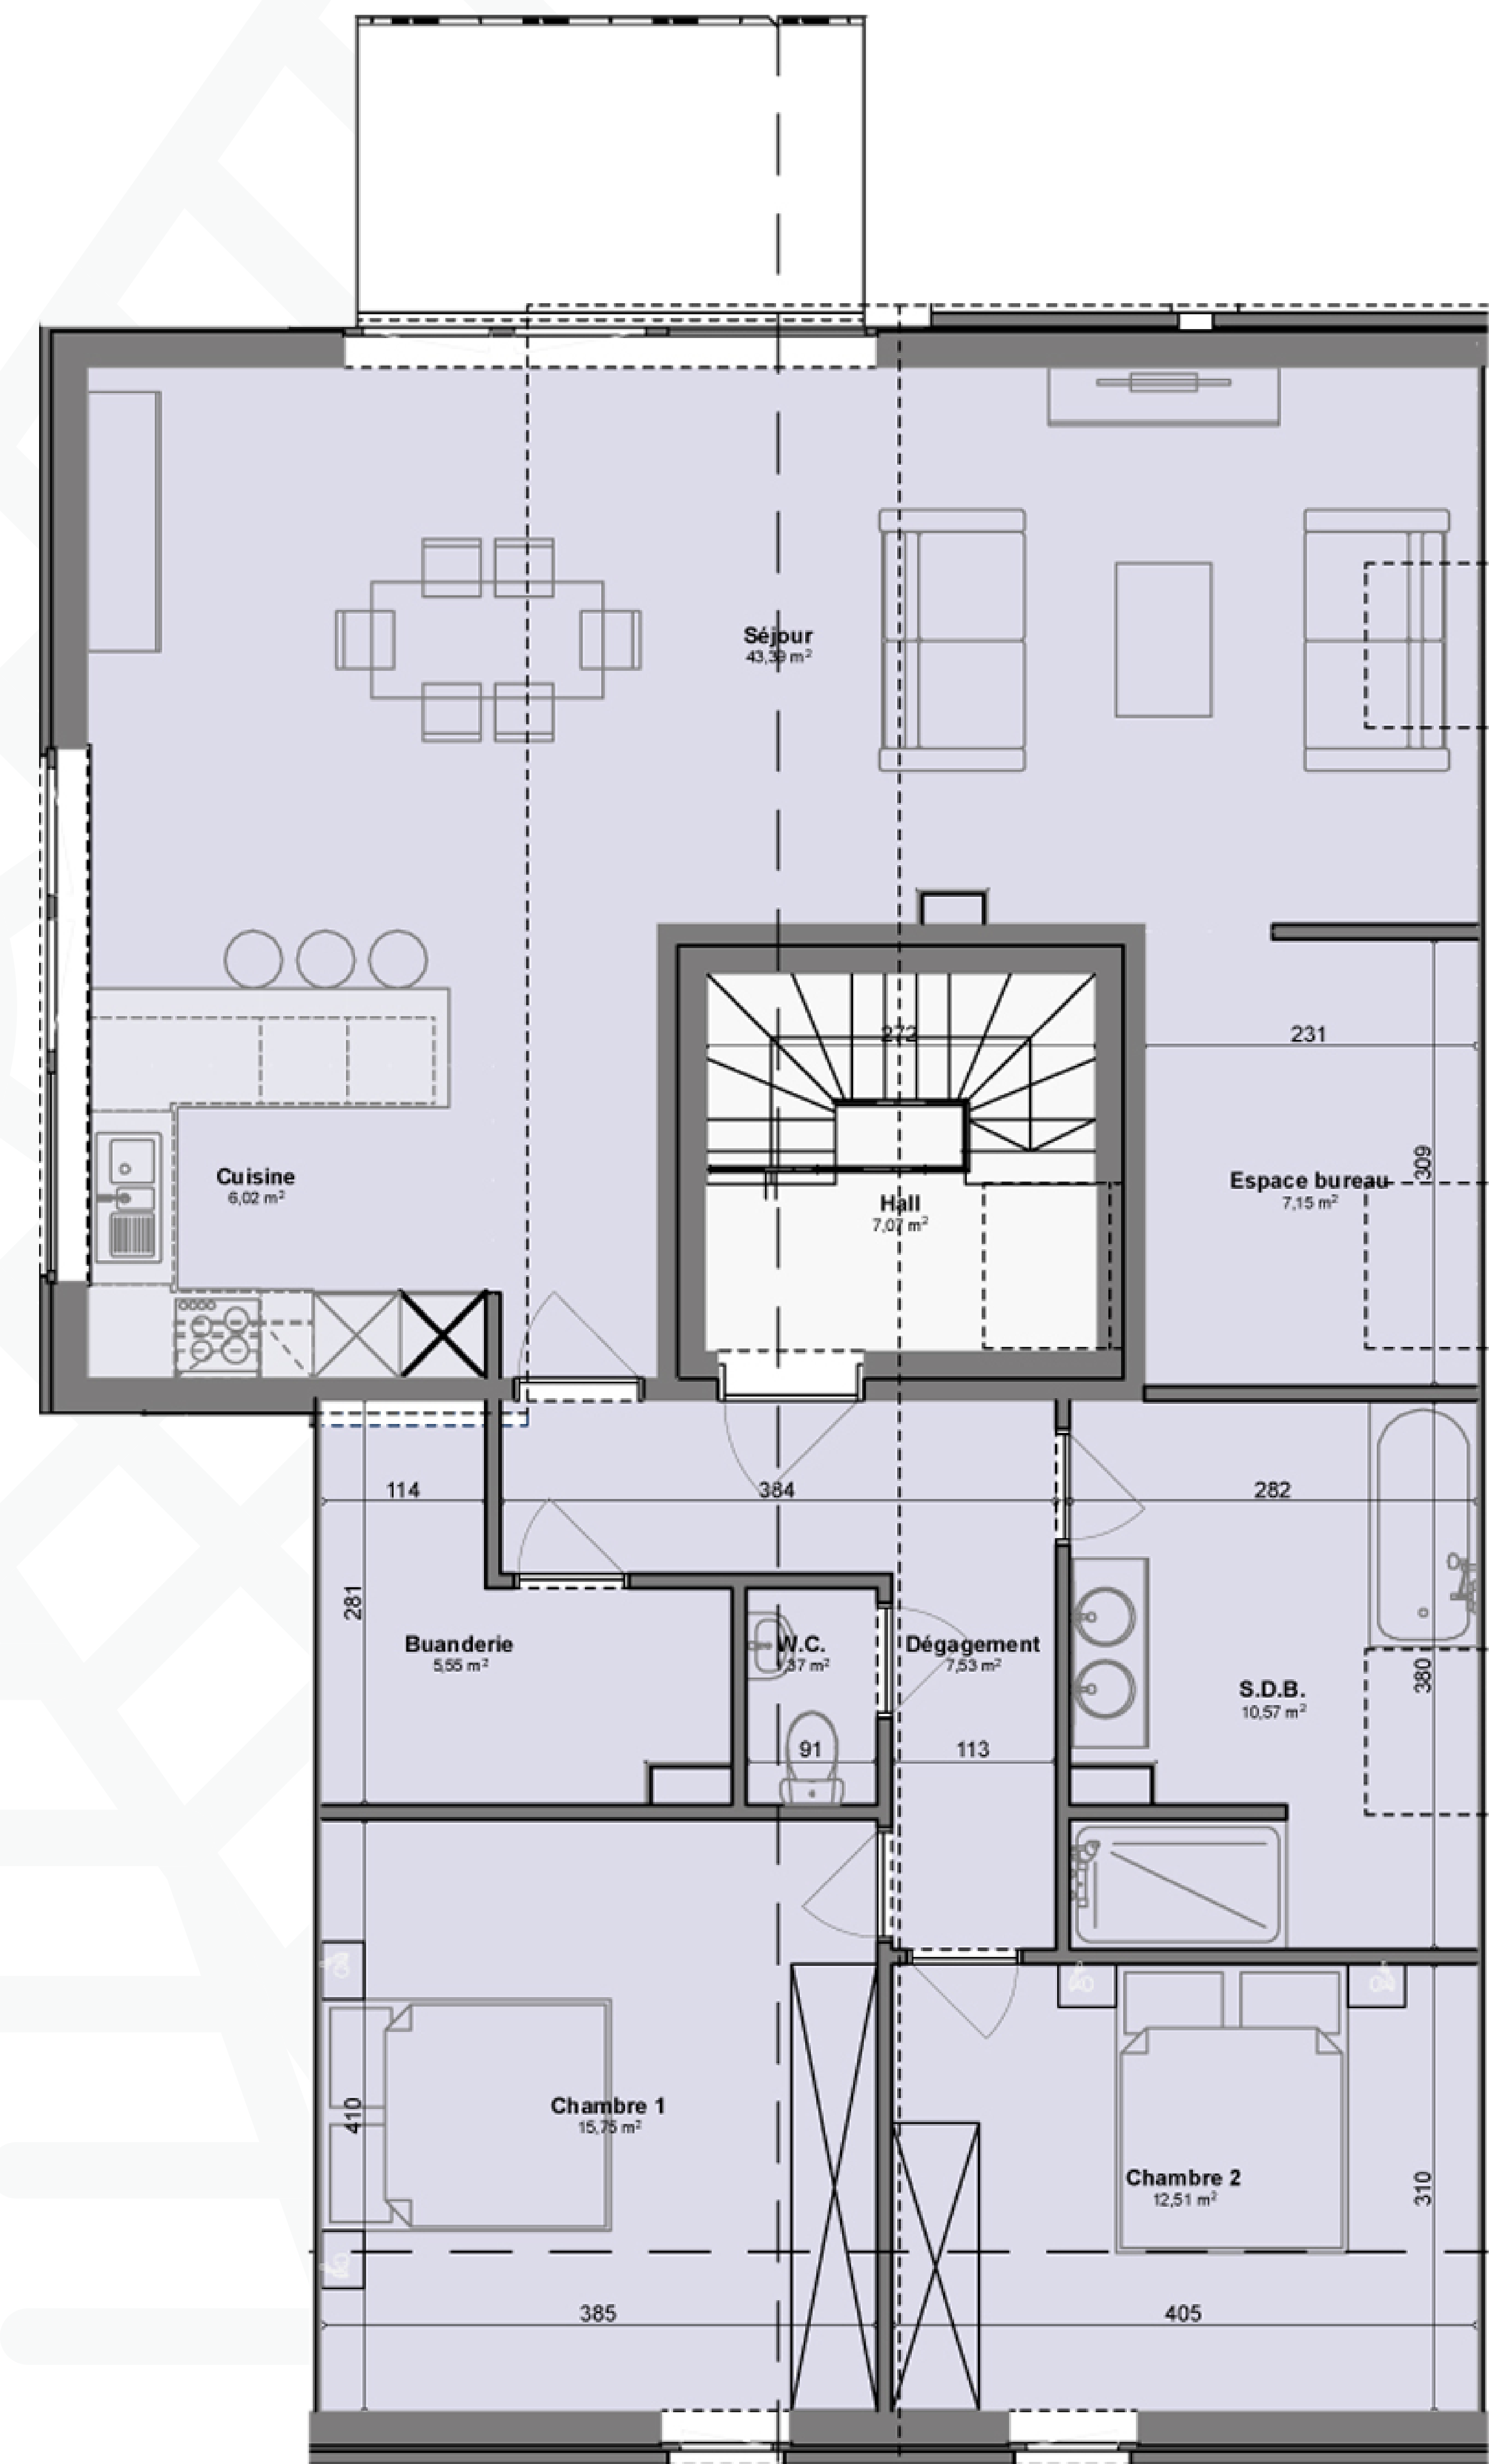 Séjour
43,39 m²
272
231
309
Cuisine
6,02 m²
Hall
7,07 m²
Espace bureau
7,15 m²
114
384
282
281
Buanderie
5,55 m²
W.C.
,37 m²
Dégagement
7,53 m²
380
S.D.B.
10,57 m²
91
113
Chambre 1
15,75 m²
410
Chambre 2
12,51 m²
310
385
405